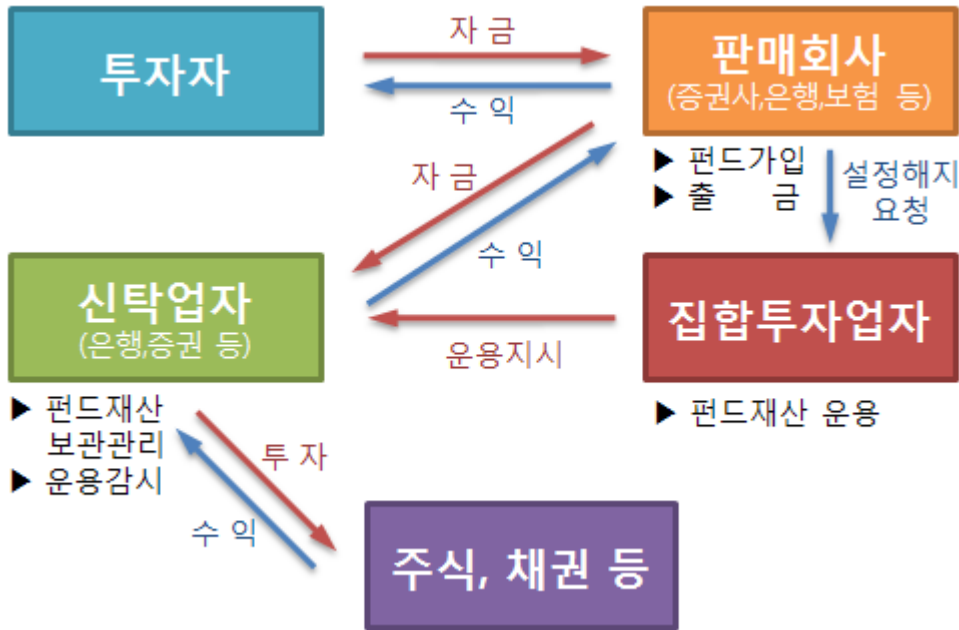 투자자
자 금
수 익
판매회사
(증권사,은행,보험 등)
▶ 펀드가입
▶ 출 금
설정해지
요청
자 금
수 익
신탁업자
(은행,증권 등)
운용지시
집합투자업자
▶ 펀드재산
보관관리
▶ 운용감시
▶ 펀드재산 운용
투 자
수 익
주식, 채권 등